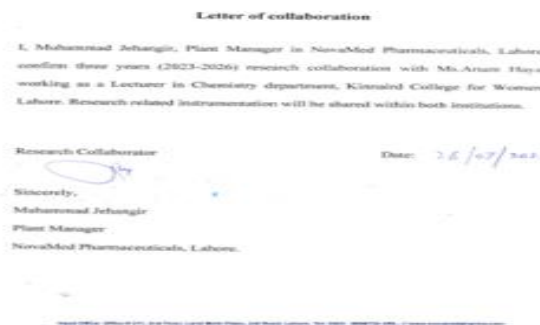 Letter of collaboration
I, Muhammad Jehangir, Plant Manager in NovaMed Pharmaceuticals, Lahore
confirm three years (2023-2026) research collaboration with Ms. Anam Haya
working as a Lecturer in Chemistry department, Kinnaird College for Women
Lahore. Research related instrumentation will be shared within both institutions.
Research Collaborator
Date:
Sincerely,
Muhammad Jehangir
Plant Manager
NovaMed Pharmaceuticals, Lahore.